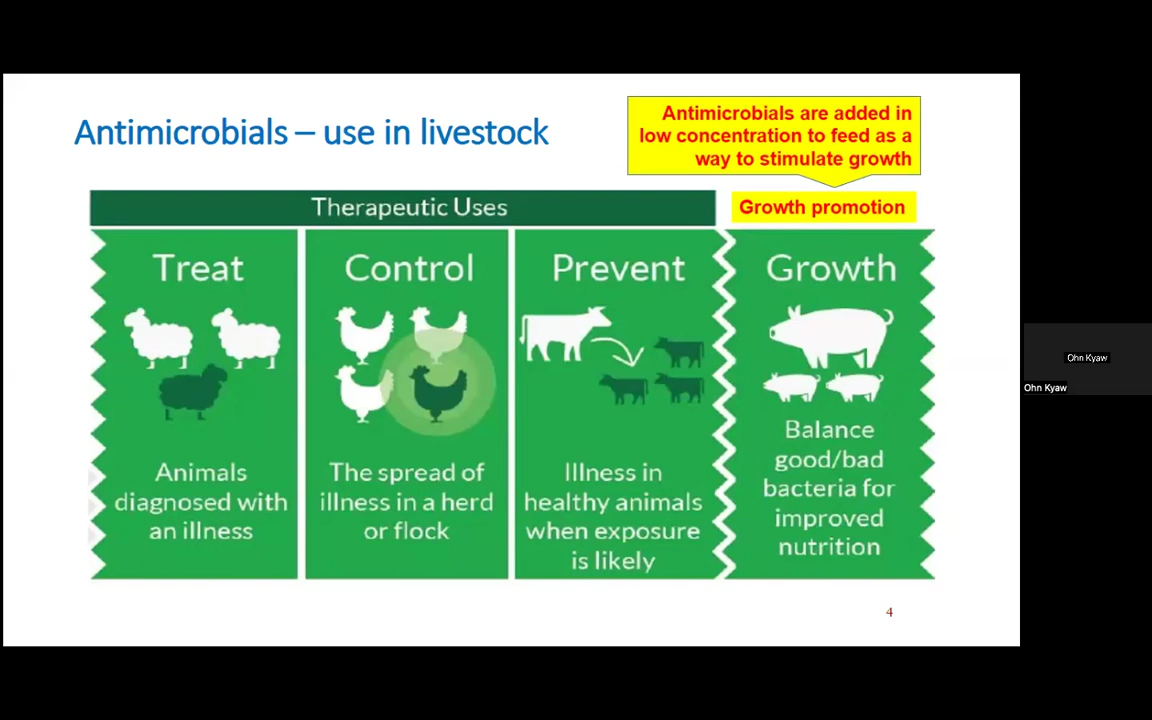 Antimicrobials – use in livestock
Antimicrobials are added in
low concentration to feed as a
way to stimulate growth
Therapeutic Uses
Growth promotion
Treat
Animals
diagnosed with
an illness
Control
The spread of
illness in a herd
or flock
Prevent
Illness in
healthy animals
when exposure
is likely
Growth
Balance
good/bad
bacteria for
improved
nutrition
4
Ohn Kyaw
Ohn Kyaw